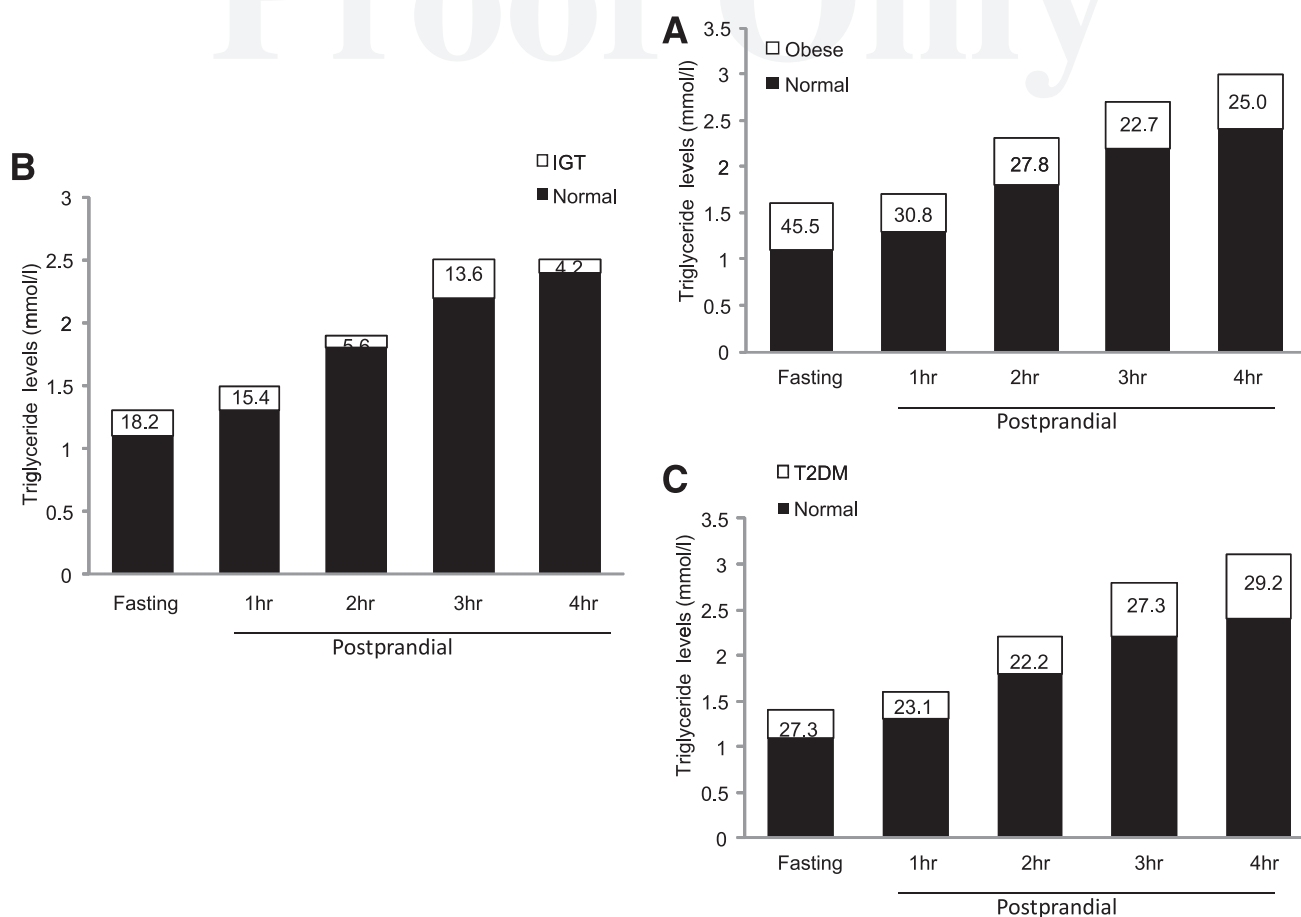 Proof Only
A
Obese
Normal
Triglyceride levels (mmol/l)
3.5
3
2.5
2
1.5
1
0.5
0
45.5
30.8
27.8
22.7
25.0
Fasting 1hr 2hr 3hr 4hr
Postprandial
B
IGT
Normal
Triglyceride levels (mmol/l)
3
2.5
2
1.5
1
0.5
0
18.2
15.4
5.6
13.6
4.2
Fasting 1hr 2hr 3hr 4hr
Postprandial
C
T2DM
Normal
Triglyceride levels (mmol/l)
3.5
3
2.5
2
1.5
1
0.5
0
27.3
23.1
22.2
27.3
29.2
Fasting 1hr 2hr 3hr 4hr
Postprandial